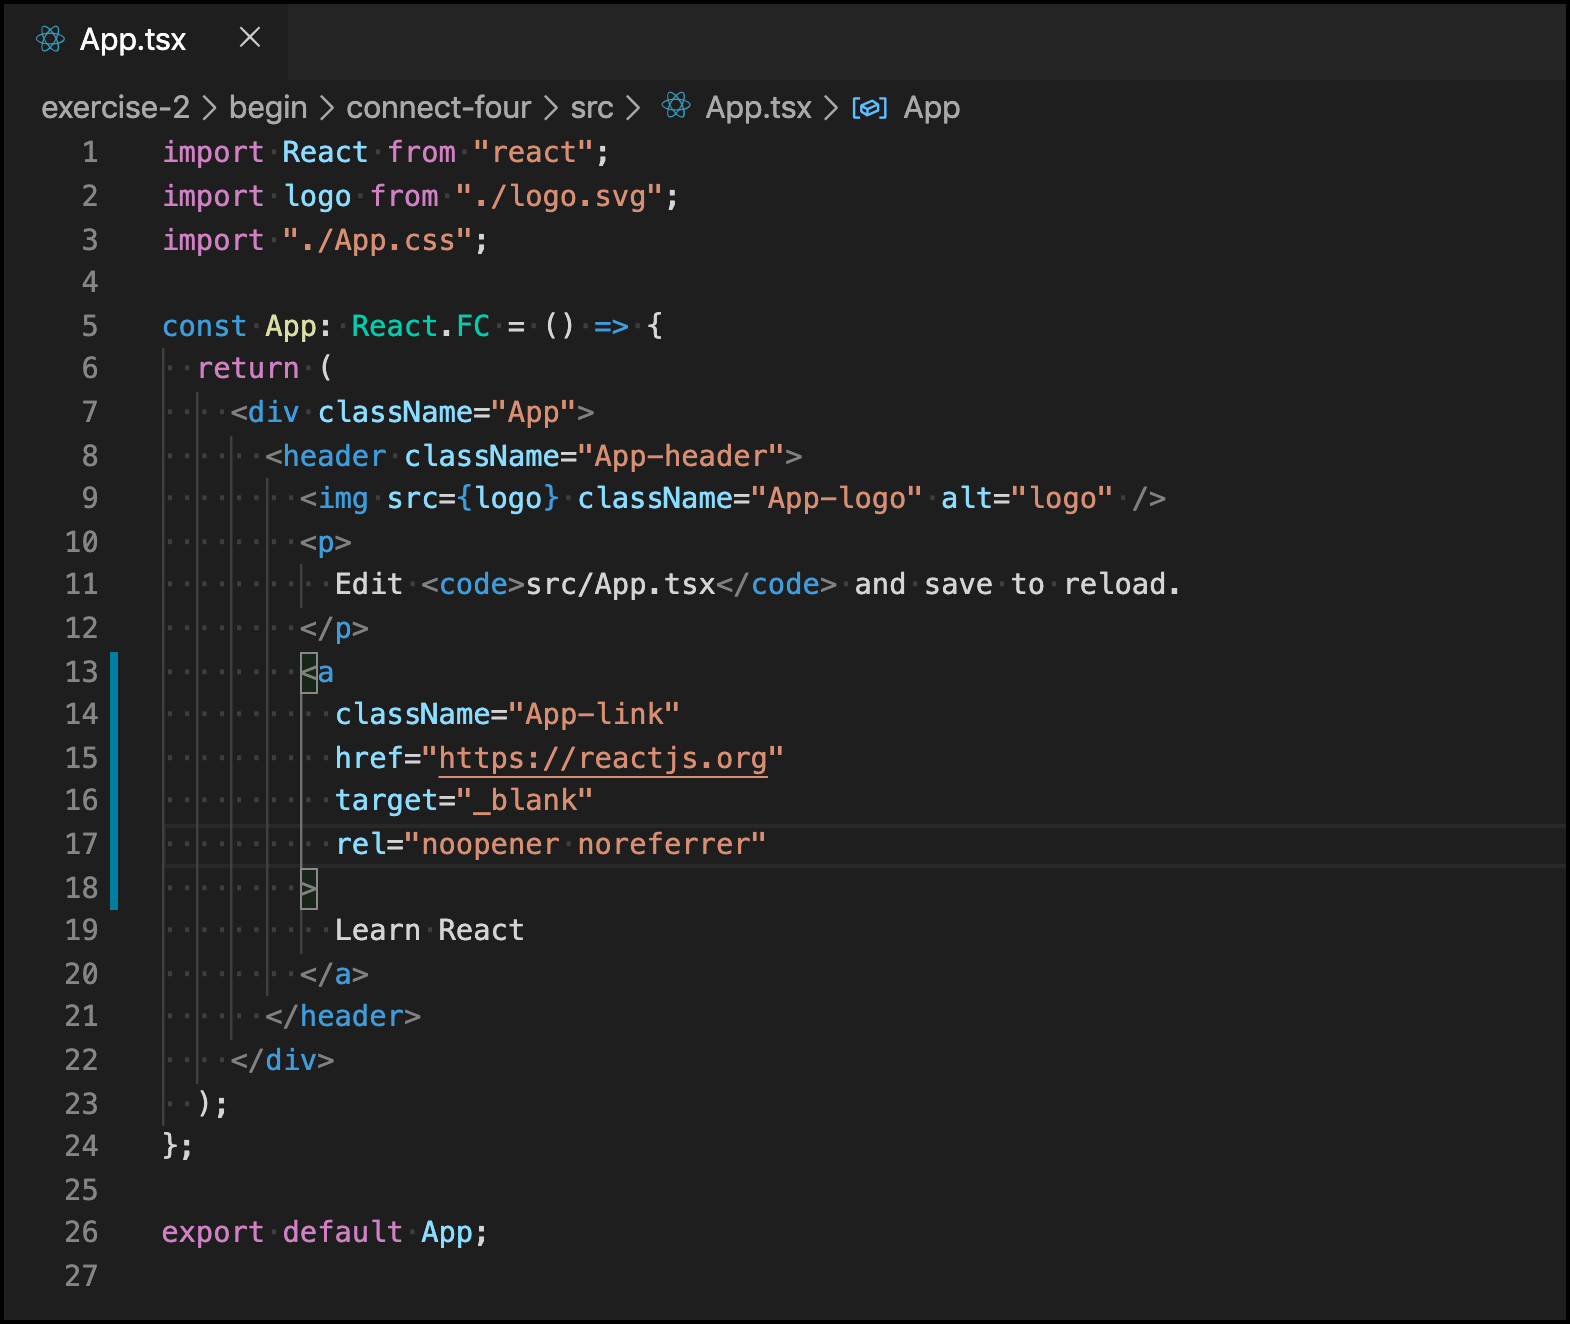 App.tsx
exercise-2 > begin > connect-four > src > App.tsx > App
1 import React from "react";
2 import logo from "./logo.svg";
3 import "./App.css";
4
5 const App: React.FC = () => {
6   return (
7     <div className="App">
8       <header className="App-header">
9         <img src={logo} className="App-logo" alt="logo" />
10         <p>
11           Edit <code>src/App.tsx</code> and save to reload.
12         </p>
13         <a
14           className="App-link"
15           href="https://reactjs.org"
16           target="_blank"
17           rel="noopener noreferrer"
18         >
19           Learn React
20         </a>
21       </header>
22     </div>
23   );
24 };
25
26 export default App;
27